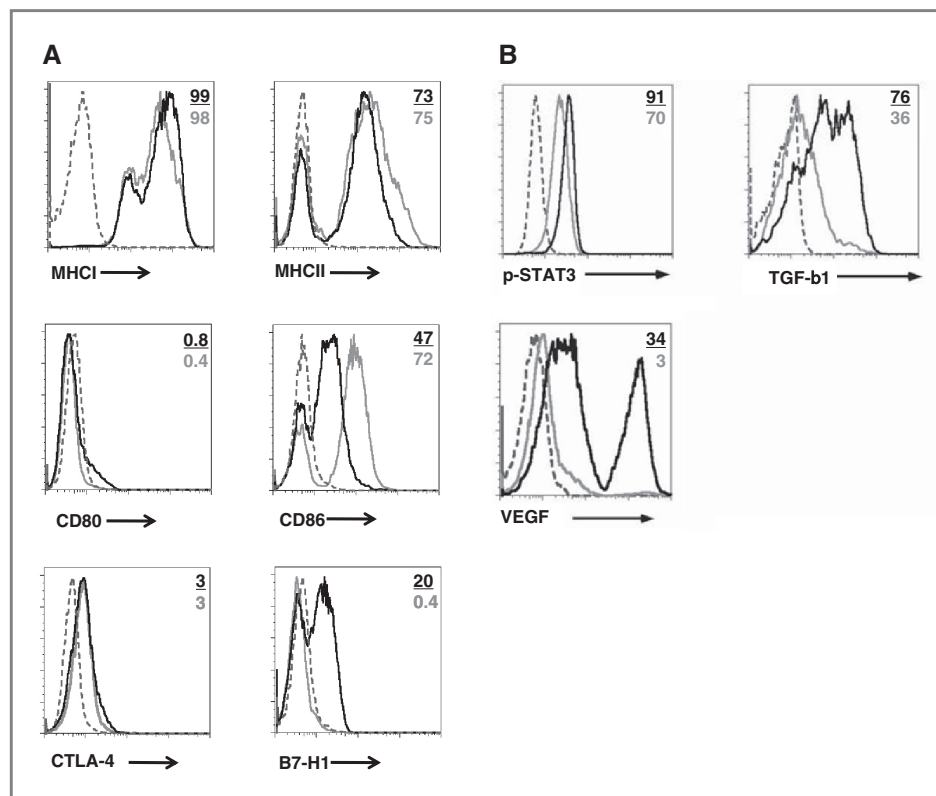 A
B
99
98
MHCI
73
75
MHCII
91
70
p-STAT3
76
36
TGF-b1
0.8
0.4
CD80
47
72
CD86
34
3
VEGF
3
3
CTLA-4
20
0.4
B7-H1